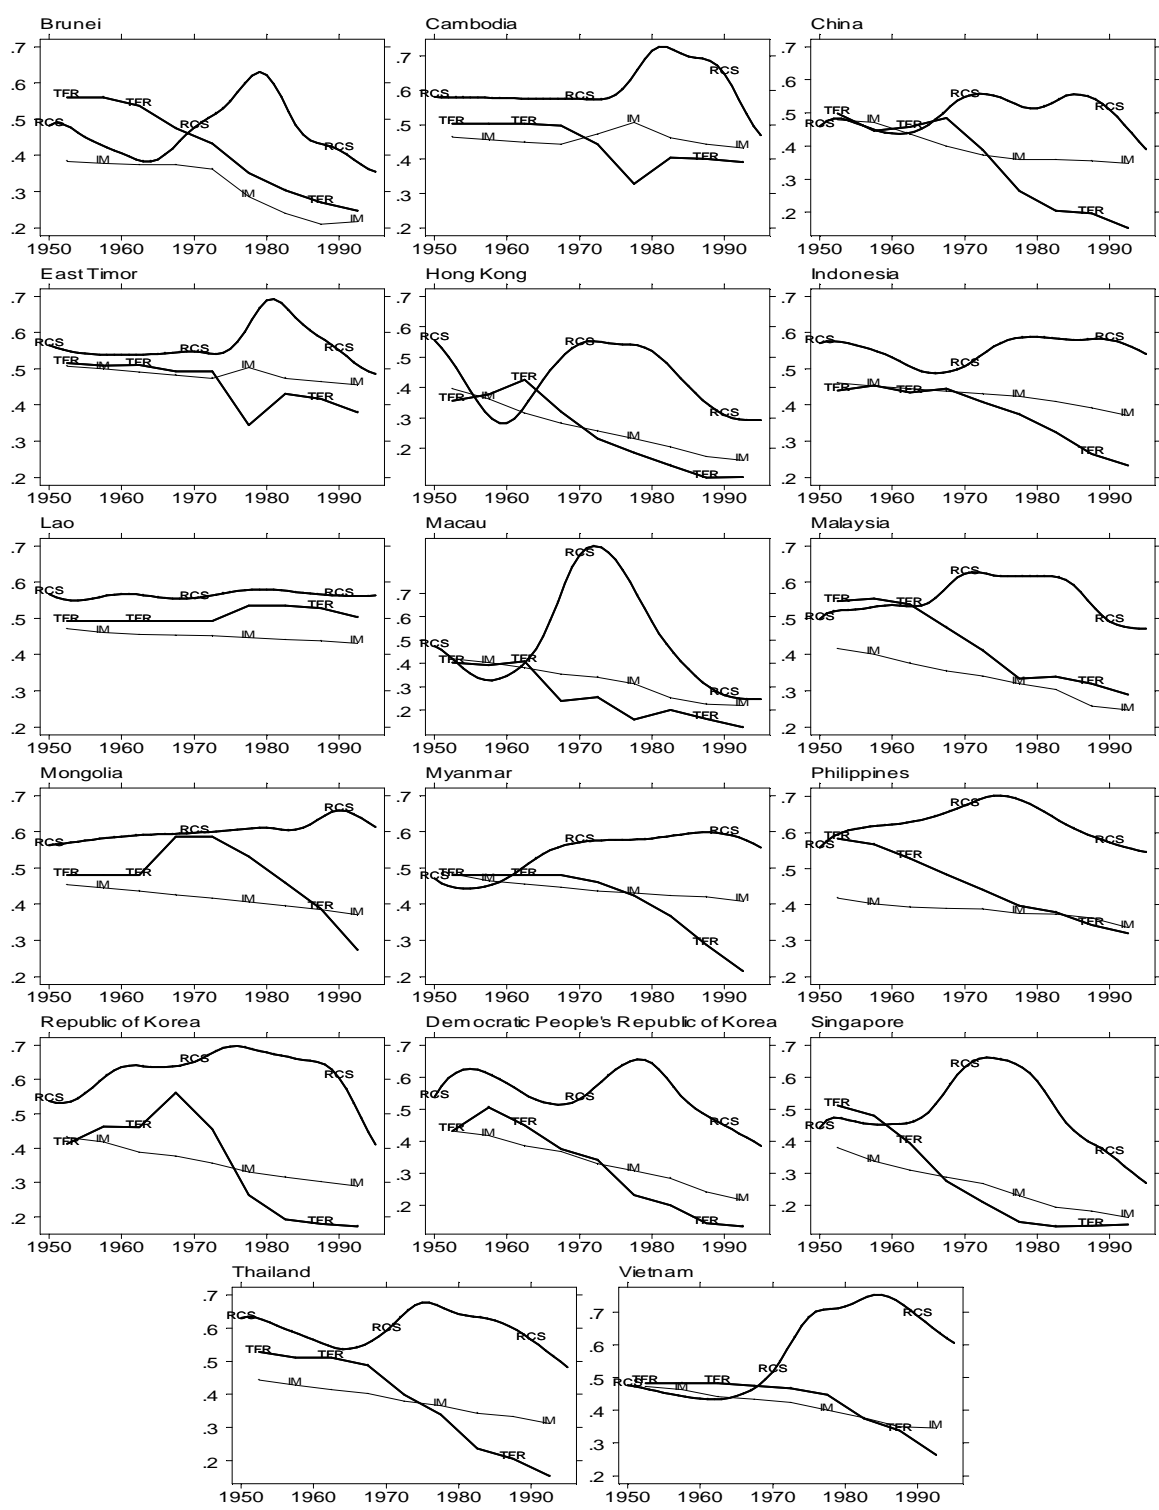 Brunei
.7
.6
.5
.4
.3
.2
TFR TFR TFR
RCS RCS RCS
IM IM IM
1950 1960 1970 1980 1990
Cambodia
.7
.6
.5
.4
.3
.2
RCS RCS RCS
TFR TFR TFR
IM IM IM
1950 1960 1970 1980 1990
China
.7
.6
.5
.4
.3
.2
RCS RCS RCS
TFR TFR TFR
IM IM IM
1950 1960 1970 1980 1990
East Timor
.7
.6
.5
.4
.3
.2
RCS RCS RCS
TFR TFR TFR
IM IM IM
1950 1960 1970 1980 1990
Hong Kong
.7
.6
.5
.4
.3
.2
RCS RCS RCS
TFR TFR TFR
IM IM IM
1950 1960 1970 1980 1990
Indonesia
.7
.6
.5
.4
.3
.2
RCS RCS RCS
TFR TFR TFR
IM IM IM
1950 1960 1970 1980 1990
Lao
.7
.6
.5
.4
.3
.2
RCS RCS RCS
TFR TFR TFR
IM IM IM
1950 1960 1970 1980 1990
Macau
.7
.6
.5
.4
.3
.2
RCS RCS RCS
TFR TFR TFR
IM IM IM
1950 1960 1970 1980 1990
Malaysia
.7
.6
.5
.4
.3
.2
RCS RCS RCS
TFR TFR TFR
IM IM IM
1950 1960 1970 1980 1990
Mongolia
.7
.6
.5
.4
.3
.2
RCS RCS RCS
TFR TFR TFR
IM IM IM
1950 1960 1970 1980 1990
Myanmar
.7
.6
.5
.4
.3
.2
RCS RCS RCS
TFR TFR TFR
IM IM IM
1950 1960 1970 1980 1990
Philippines
.7
.6
.5
.4
.3
.2
RCS RCS RCS
TFR TFR TFR
IM IM IM
1950 1960 1970 1980 1990
Republic of Korea
.7
.6
.5
.4
.3
.2
RCS RCS RCS
TFR TFR TFR
IM IM IM
1950 1960 1970 1980 1990
Democratic People's Republic of Korea
.7
.6
.5
.4
.3
.2
RCS RCS RCS
TFR TFR TFR
IM IM IM
1950 1960 1970 1980 1990
Singapore
.7
.6
.5
.4
.3
.2
RCS RCS RCS
TFR TFR TFR
IM IM IM
1950 1960 1970 1980 1990
Thailand
.7
.6
.5
.4
.3
.2
RCS RCS RCS
TFR TFR TFR
IM IM IM
1950 1960 1970 1980 1990
Vietnam
.7
.6
.5
.4
.3
.2
RCS RCS RCS
TFR TFR TFR
IM IM IM
1950 1960 1970 1980 1990